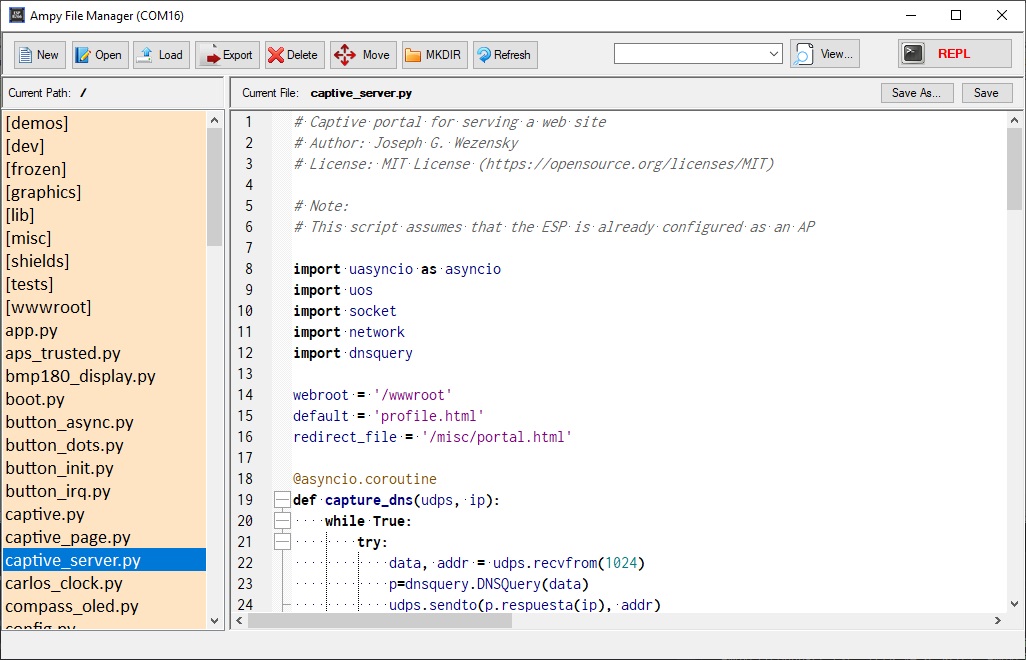 Ampy File Manager (COM16)
New Open Load Export Delete Move MKDIR Refresh View... REPL
Current Path: /
Current File: captive_server.py
Save As... Save
[demos]
[dev]
[frozen]
[graphics]
[lib]
[misc]
[shields]
[tests]
[wwwroot]
app.py
aps_trusted.py
bmp180_display.py
boot.py
button_async.py
button_dots.py
button_init.py
button_irq.py
captive.py
captive_page.py
captive_server.py
carlos_clock.py
compass_oled.py
config.py
1 # Captive portal for serving a web site
2 # Author: Joseph G. Wezensky
3 # License: MIT License (https://opensource.org/licenses/MIT)
4
5 # Note:
6 # This script assumes that the ESP is already configured as an AP
7
8 import uasyncio as asyncio
9 import uos
10 import socket
11 import network
12 import dnsquery
13
14 webroot = '/wwwroot'
15 default = 'profile.html'
16 redirect_file = '/misc/portal.html'
17
18 @asyncio.coroutine
19 def capture_dns(udps, ip):
20 while True:
21 try:
22 data, addr = udps.recvfrom(1024)
23 p=dnsquery.DNSQuery(data)
24 udps.sendto(p.respuesta(ip), addr)